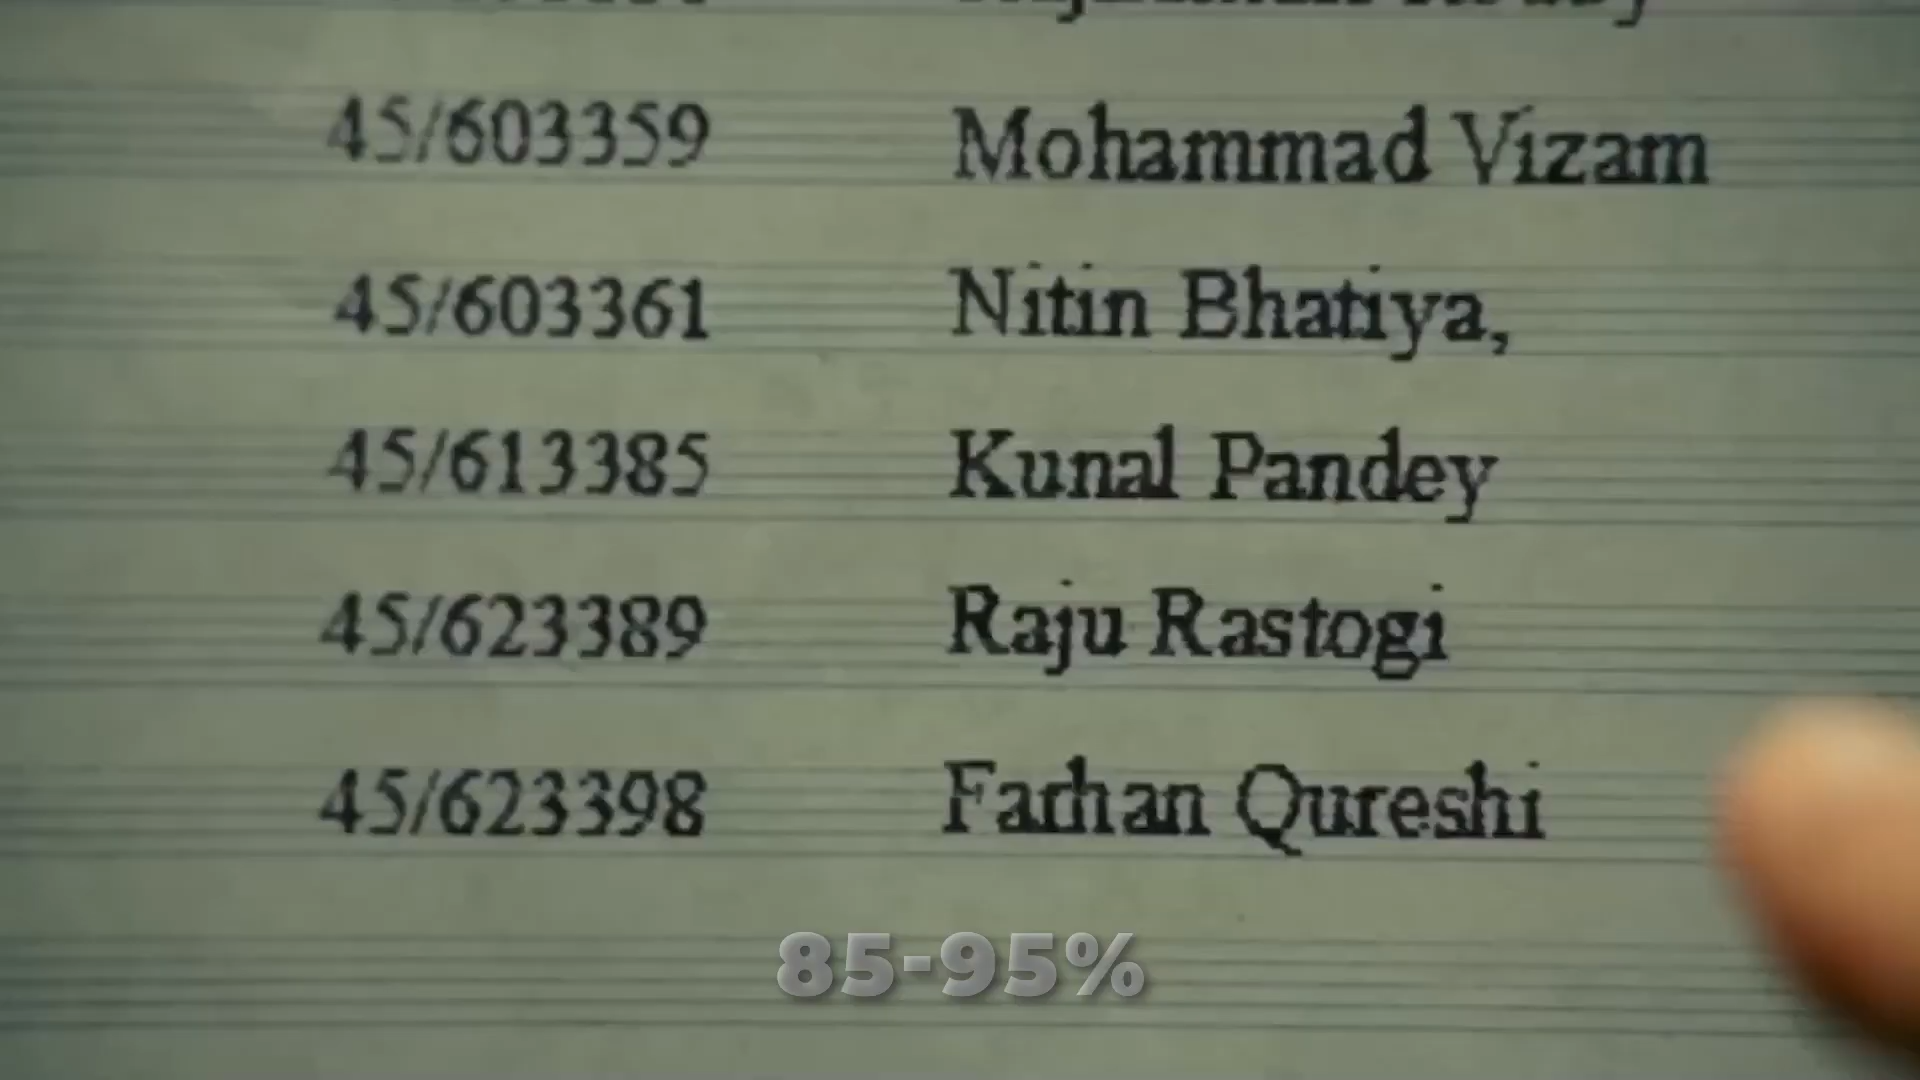 45/603359 Mohammad Vizam
45/603361 Nitin Bhatiya,
45/613385 Kunal Pandey
45/623389 Raju Rastogi
45/623398 Farhan Qureshi
85-95%